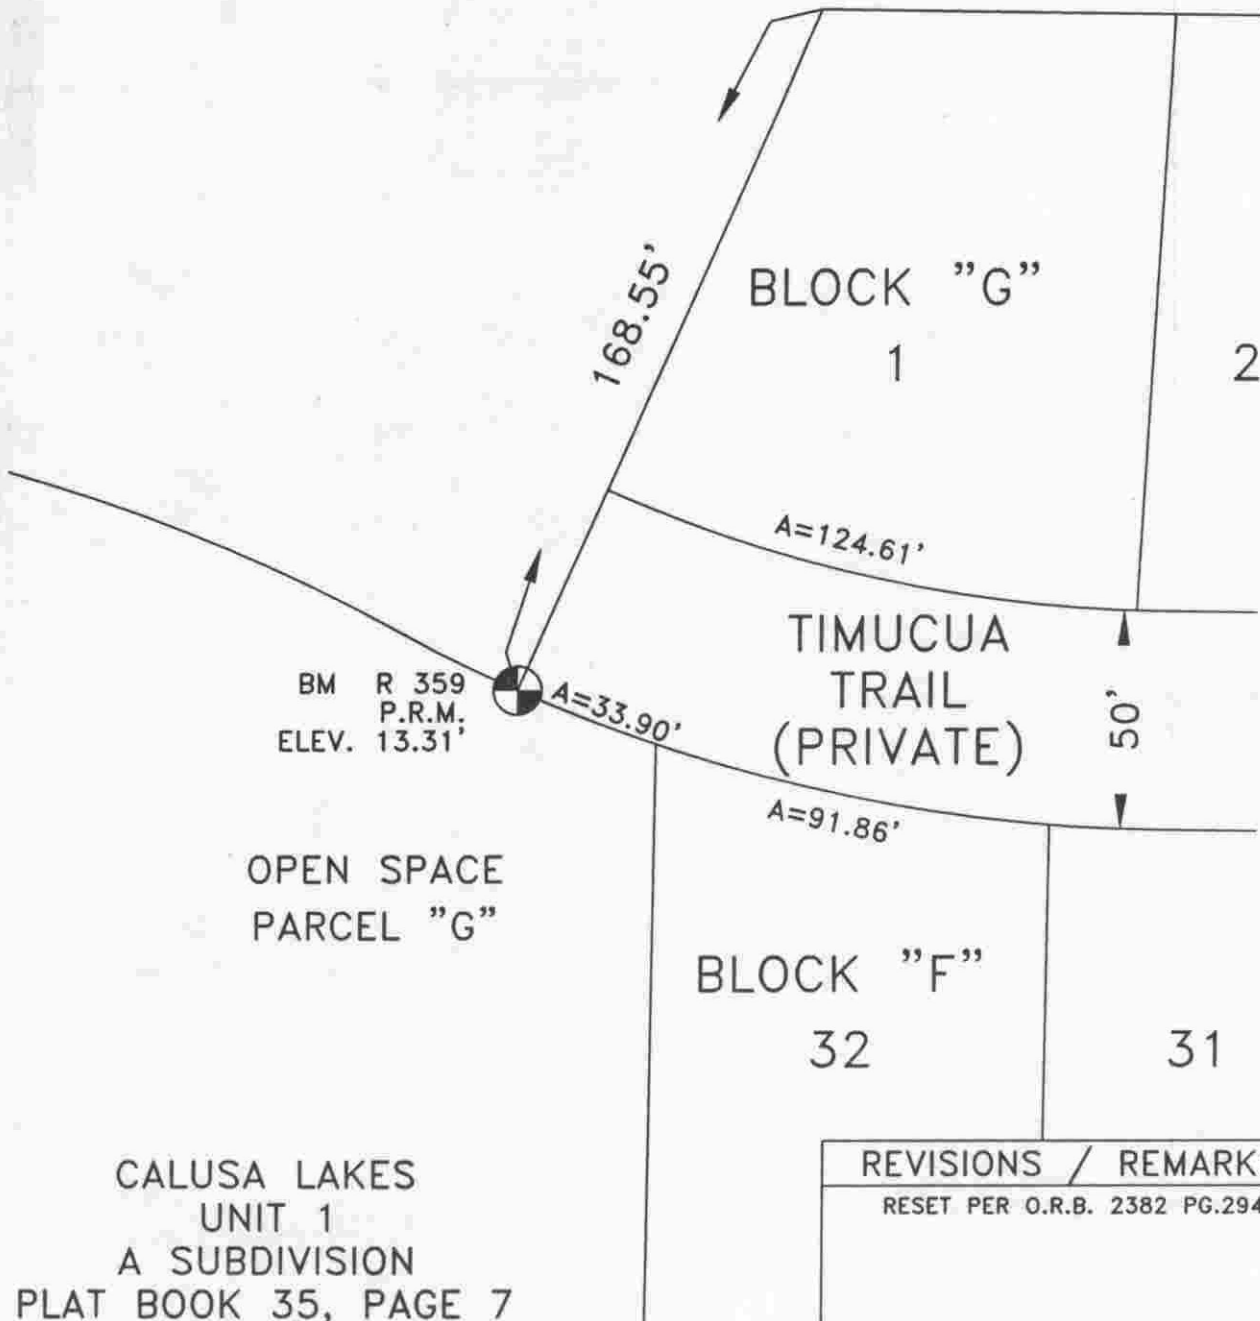 168.55'
BLOCK "G"
1
2
A=124.61'
TIMUCUA
TRAIL
(PRIVATE)
50'
BM R 359
P.R.M.
ELEV. 13.31'
A=33.90'
A=91.86'
OPEN SPACE
PARCEL "G"
BLOCK "F"
32
31
CALUSA LAKES
UNIT 1
A SUBDIVISION
PLAT BOOK 35, PAGE 7
REVISIONS / REMARK
RESET PER O.R.B. 2382 PG.294